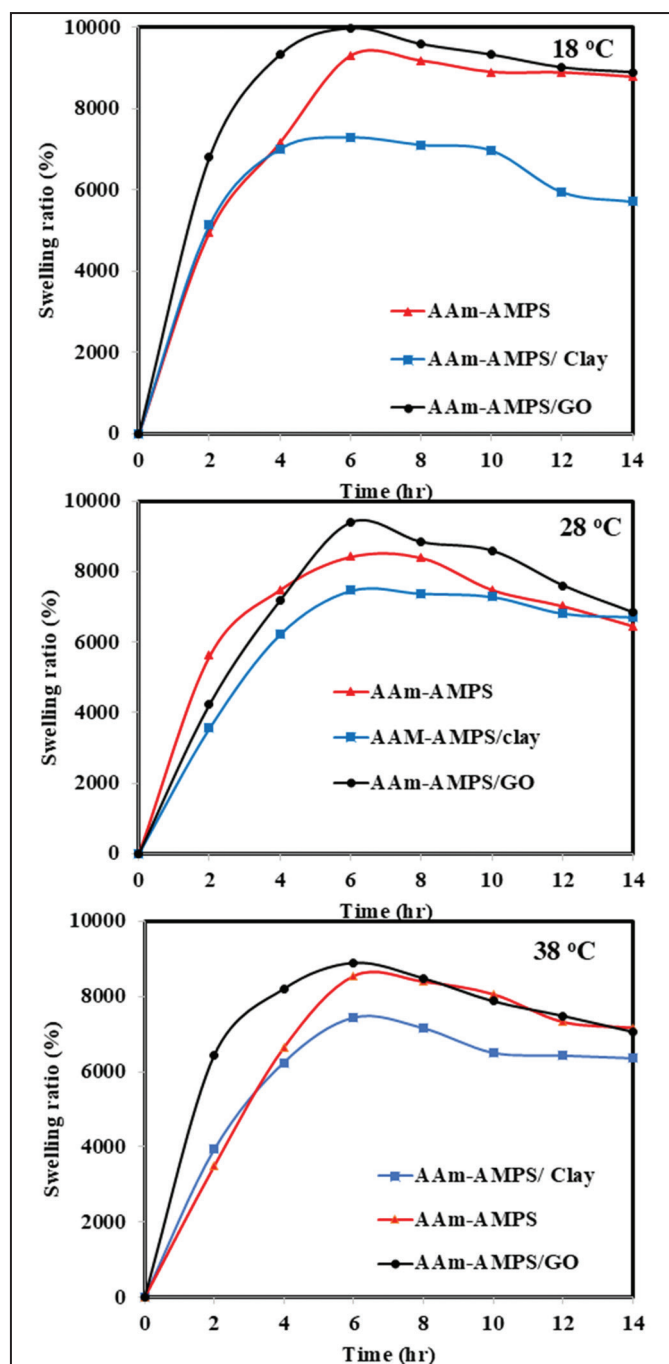 18 °C
10000
8000
6000
4000
2000
0
Swelling ratio (%)
AAm-AMPS
AAm-AMPS/ Clay
AAm-AMPS/GO
0 2 4 6 8 10 12 14
Time (hr)
28 °C
10000
8000
6000
4000
2000
0
Swelling ratio (%)
AAm-AMPS
AAM-AMPS/clay
AAm-AMPS/GO
0 2 4 6 8 10 12 14
Time (hr)
38 °C
10000
8000
6000
4000
2000
0
Swelling ratio (%)
AAm-AMPS/ Clay
AAm-AMPS
AAm-AMPS/GO
0 2 4 6 8 10 12 14
Time (hr)